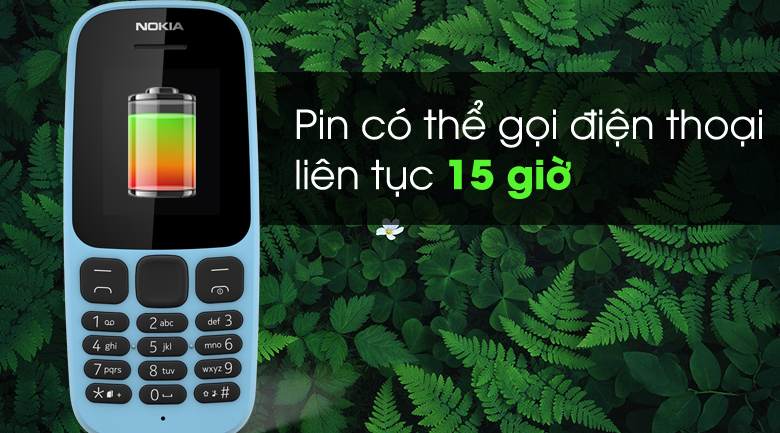 NOKIA
Pin có thể gọi điện thoại
liên tục 15 giờ
1 2 abc def 3
4 ghi 5 jkl mno 6
7 pqrs 8 tuv wxyz 9
* + 0 #